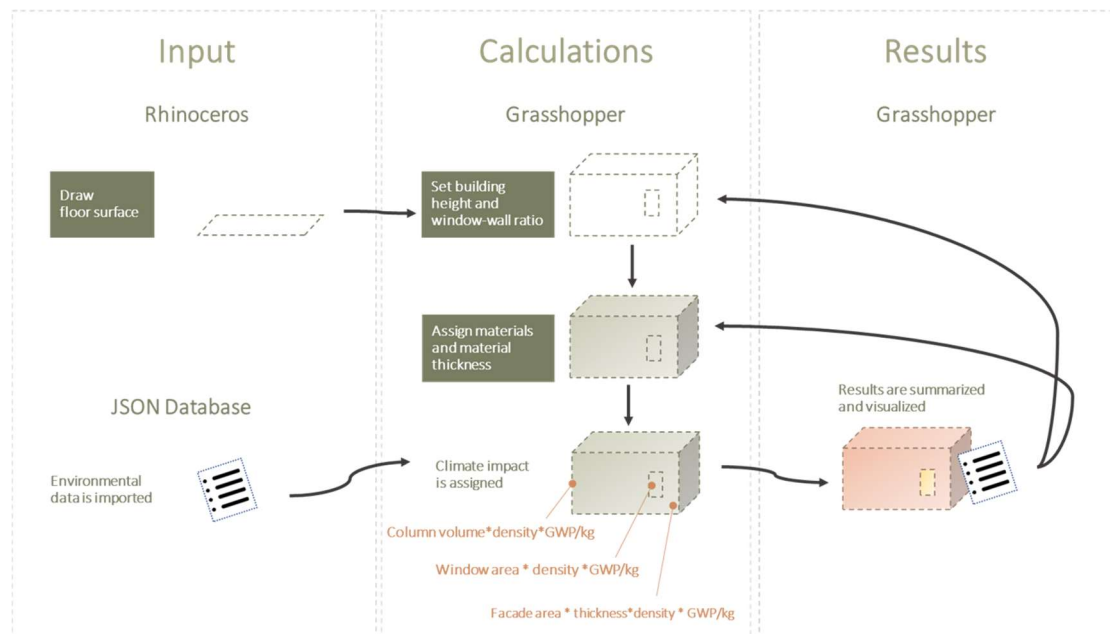 Input
Calculations
Results
Rhinoceros
Grasshopper
Grasshopper
Draw
floor surface
Set building
height and
window-wall ratio
Assign materials
and material
thickness
JSON Database
Results are summarized
and visualized
Environmental
data is imported
Climate impact
is assigned
Column volume*density*GWP/kg
Window area * density *GWP/kg
Facade area * thickness*density * GWP/kg